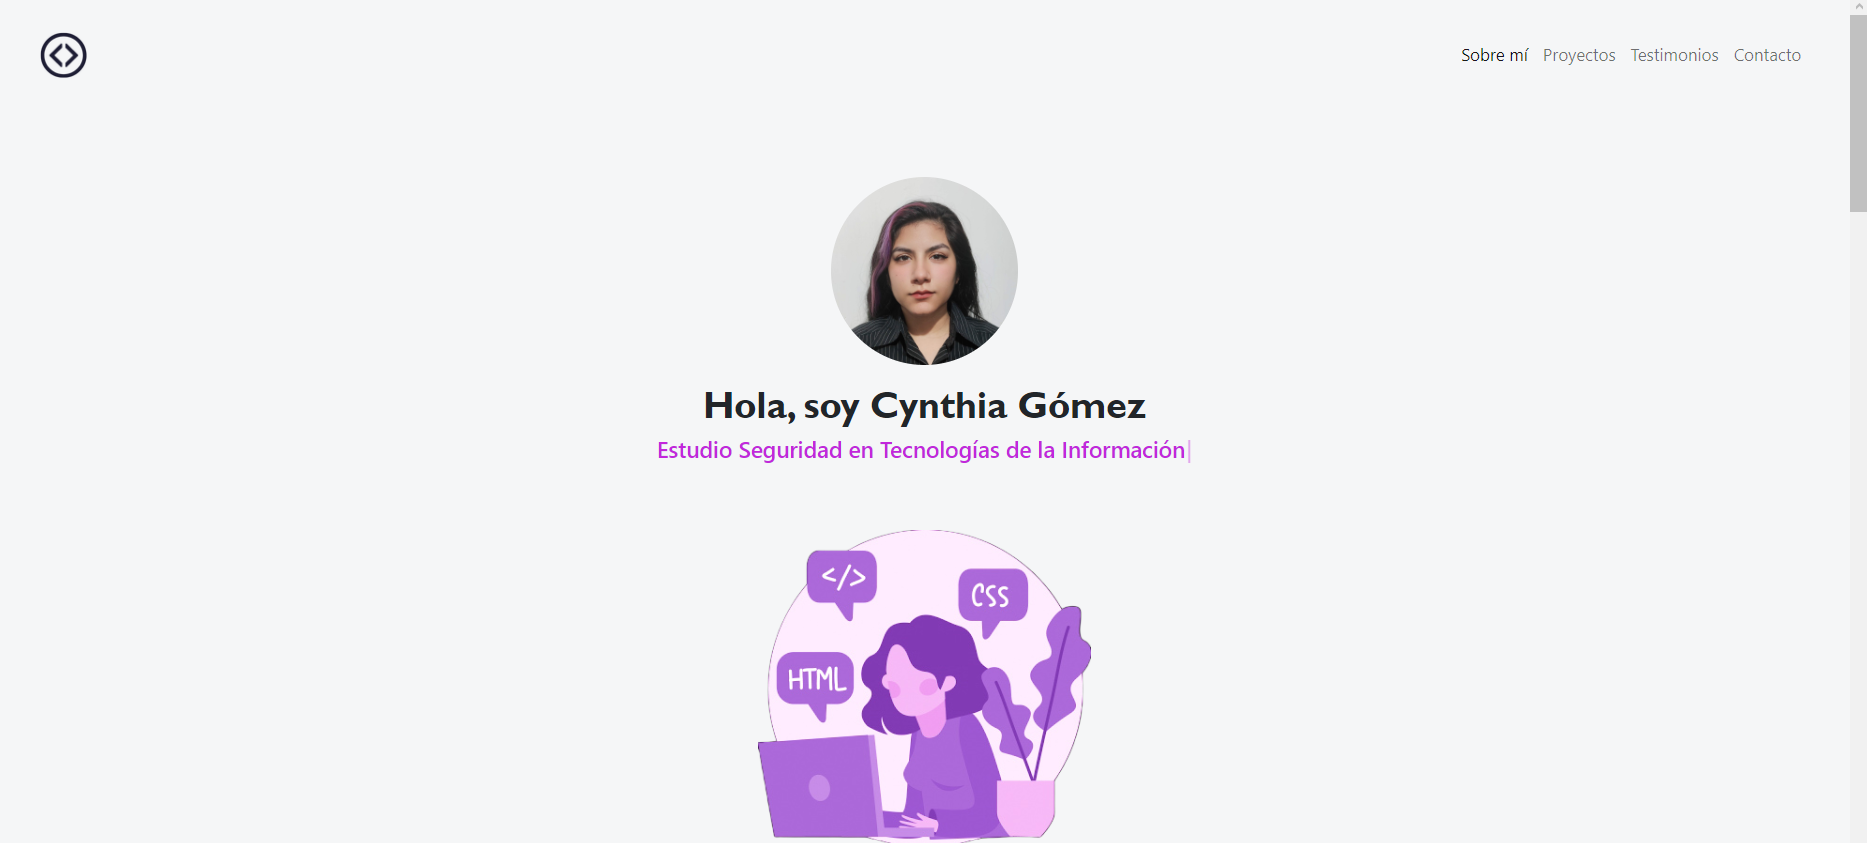 Sobre mí Proyectos Testimonios Contacto
Hola, soy Cynthia Gómez
Estudio Seguridad en Tecnologías de la Información
</>
CSS
HTML